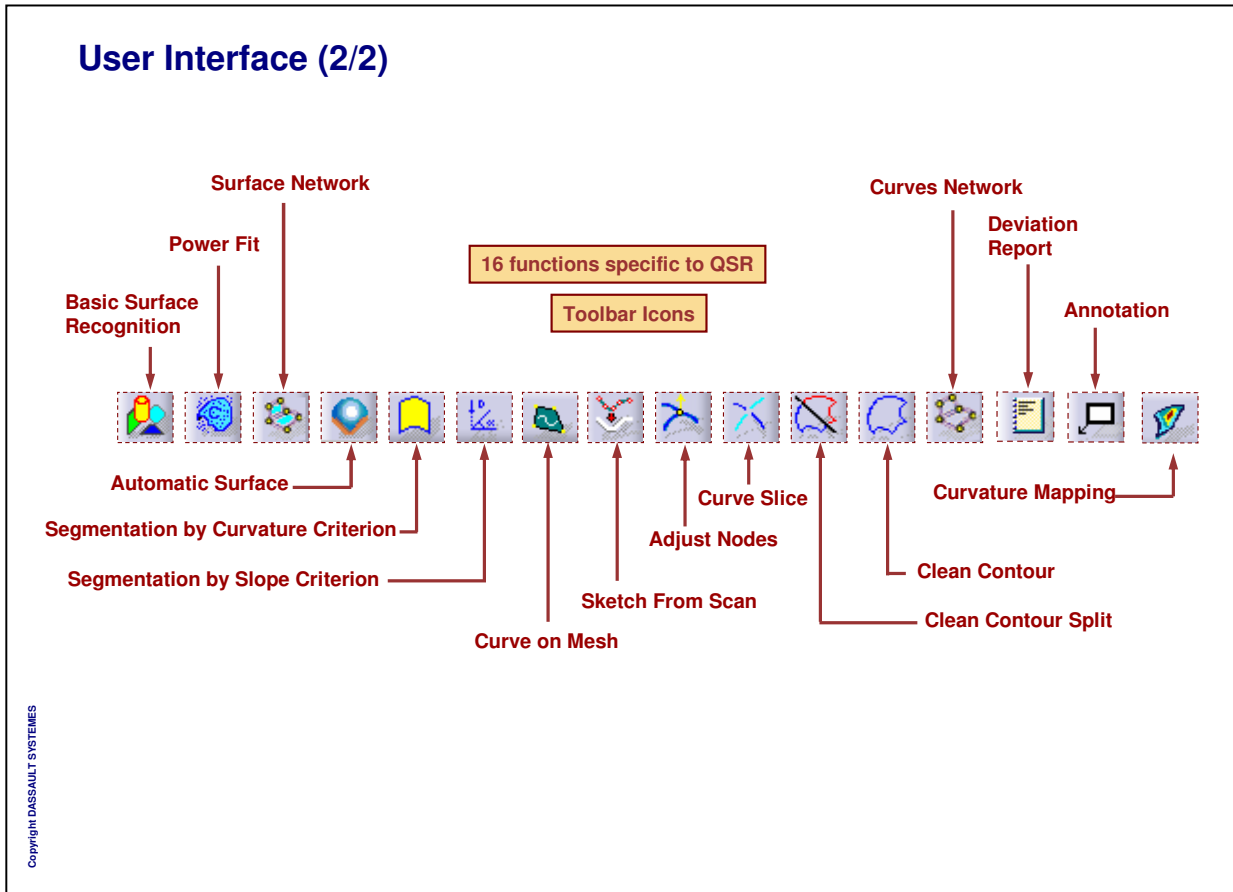 User Interface (2/2)
Surface Network
Curves Network
Deviation
Report
Power Fit
16 functions specific to QSR
Basic Surface
Recognition
Toolbar Icons
Annotation
Automatic Surface
Curve Slice
Curvature Mapping
Segmentation by Curvature Criterion
Adjust Nodes
Segmentation by Slope Criterion
Clean Contour
Sketch From Scan
Clean Contour Split
Curve on Mesh
Copyright DASSAULT SYSTEMES